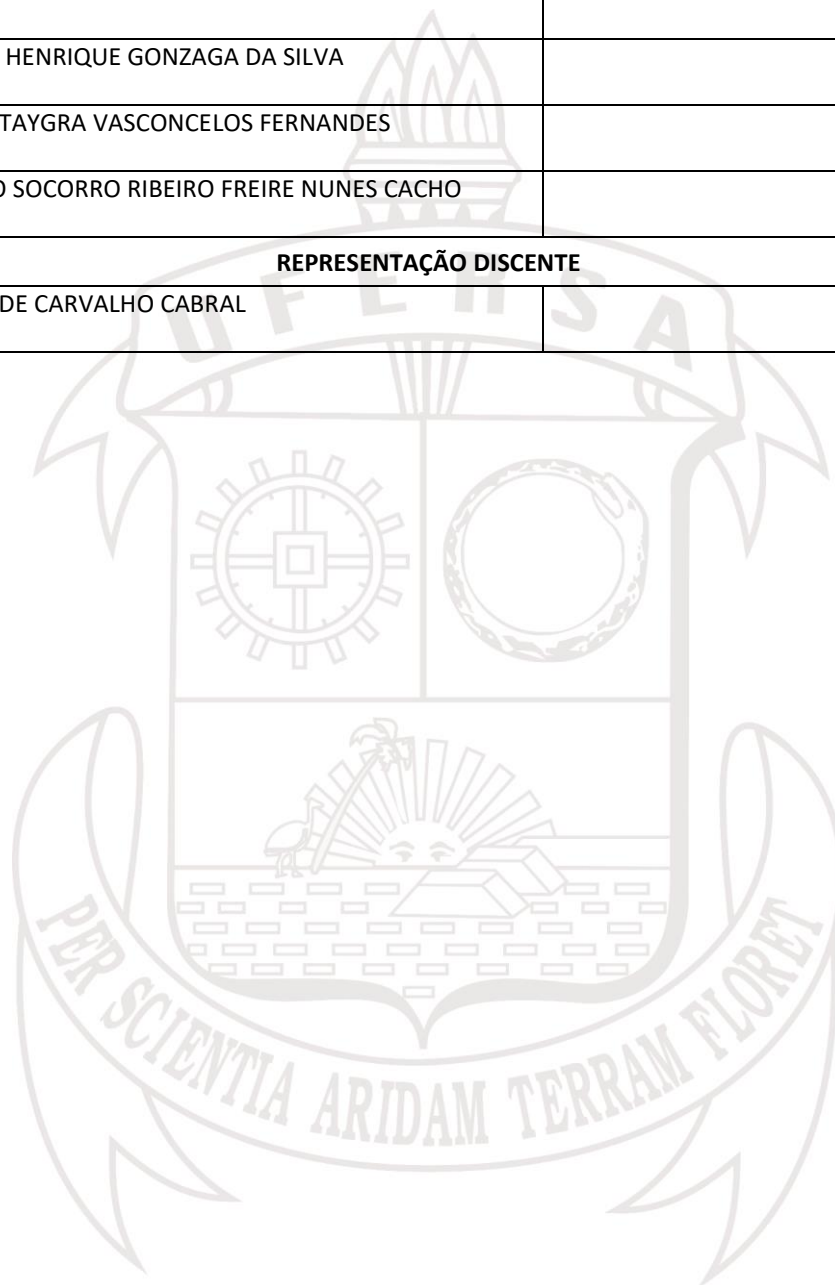 HENRIQUE GONZAGA DA SILVA
TAYGRA VASCONCELOS FERNANDES
O SOCORRO RIBEIRO FREIRE NUNES CACHO
REPRESENTAÇÃO DISCENTE
DE CARVALHO CABRAL
UFERSA
PER SCIENTIA ARIDAM TERRAM FLORET